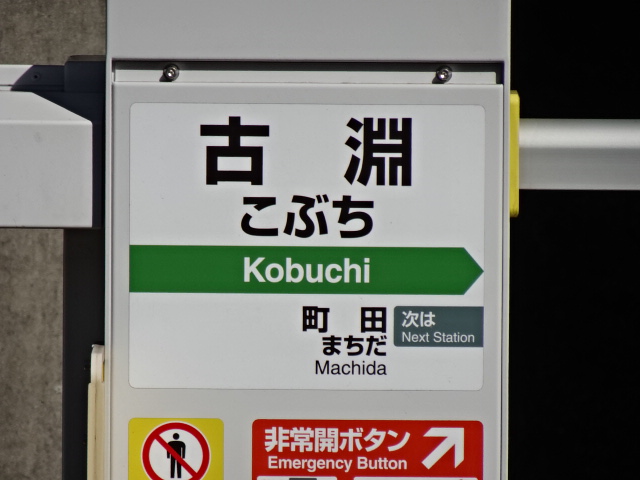 古淵
こぶち
Kobuchi
町田 次は
まちだ Next Station
Machida
非常開ボタン
Emergency Button